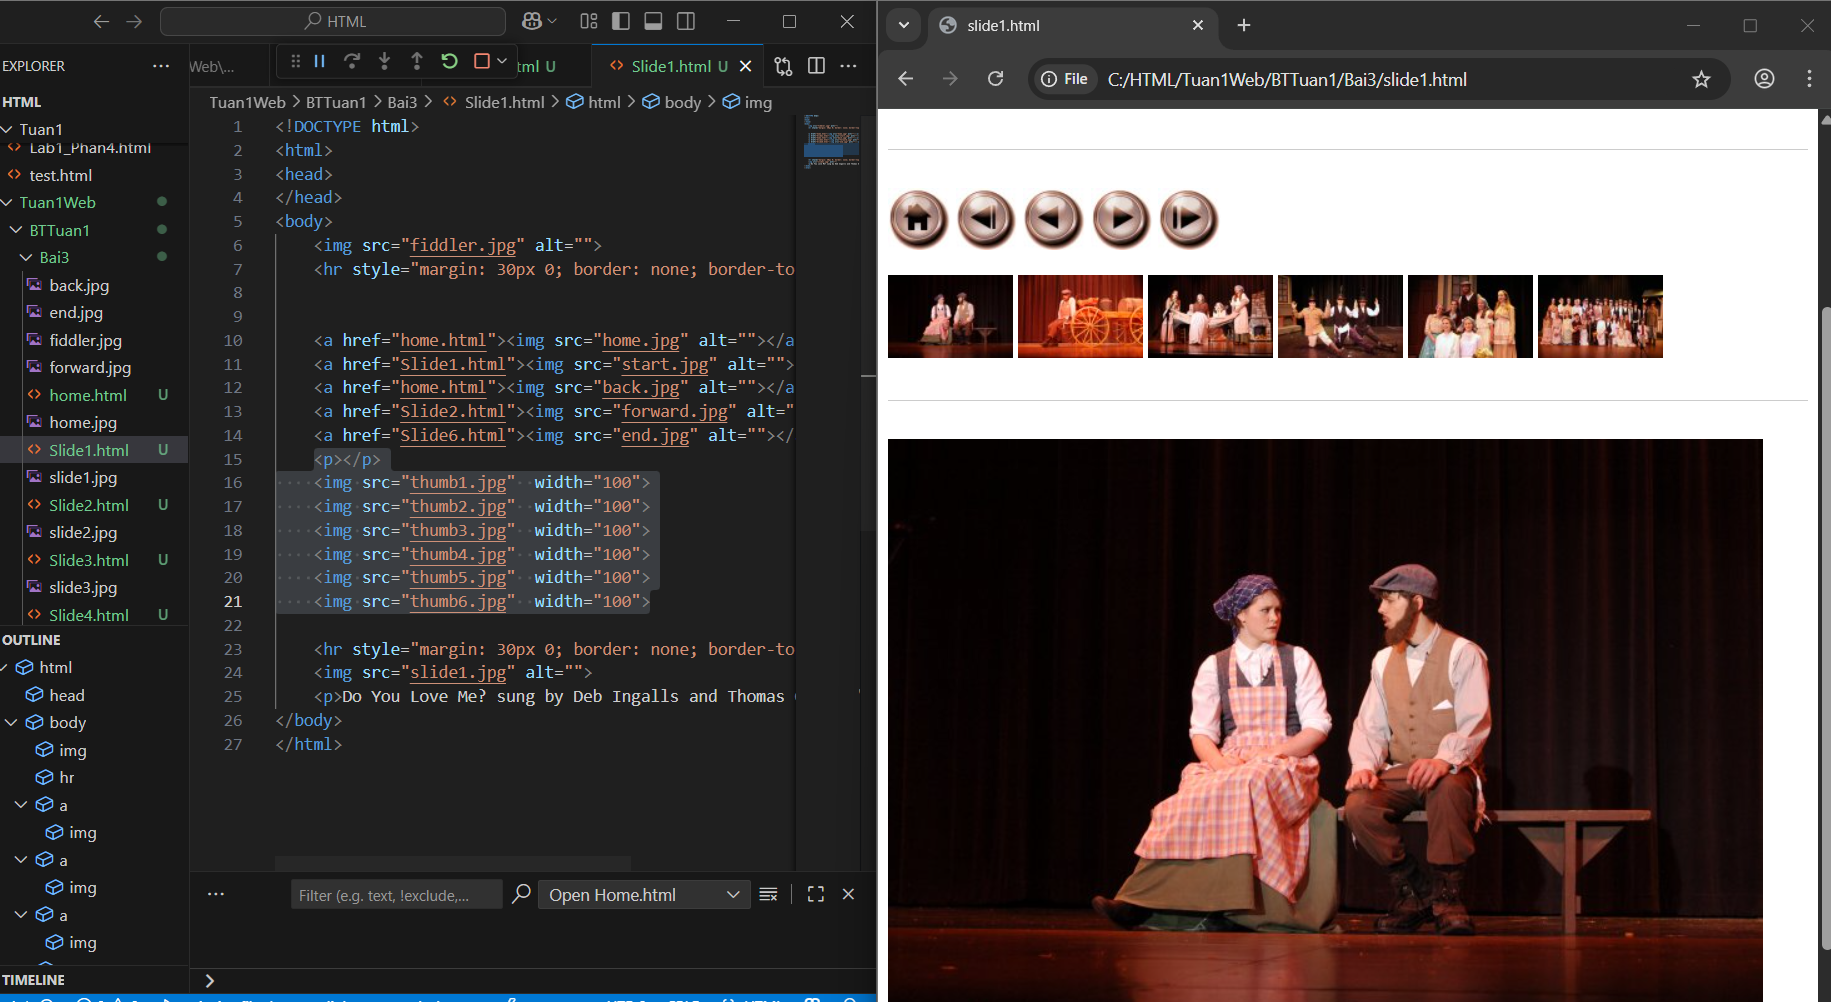 HTML
EXPLORER
HTML
Tuan1
Lab1_Phan4.html
test.html
Tuan1Web
BTTuan1
Bai3
back.jpg
end.jpg
fiddler.jpg
forward.jpg
home.html U
home.jpg
Slide1.html U
slide1.jpg
Slide2.html U
slide2.jpg
Slide3.html U
slide3.jpg
Slide4.html U
OUTLINE
html
head
body
img
hr
a
img
a
img
a
img
TIMELINE
Web\...
tml U
Slide1.html U
Tuan1Web > BTTuan1 > Bai3 > Slide1.html > html > body > img
1 <!DOCTYPE html>
2 <html>
3 <head>
4 </head>
5 <body>
6 <img src="fiddler.jpg" alt="">
7 <hr style="margin: 30px 0; border: none; border-to
8
9
10 <a href="home.html"><img src="home.jpg" alt=""></a
11 <a href="Slide1.html"><img src="start.jpg" alt="">
12 <a href="home.html"><img src="back.jpg" alt=""></a
13 <a href="Slide2.html"><img src="forward.jpg" alt="
14 <a href="Slide6.html"><img src="end.jpg" alt=""></
15 <p></p>
16 <img src="thumb1.jpg"  width="100">
17 <img src="thumb2.jpg"  width="100">
18 <img src="thumb3.jpg"  width="100">
19 <img src="thumb4.jpg"  width="100">
20 <img src="thumb5.jpg"  width="100">
21 <img src="thumb6.jpg"  width="100">
22
23 <hr style="margin: 30px 0; border: none; border-to
24 <img src="slide1.jpg" alt="">
25 <p>Do You Love Me? sung by Deb Ingalls and Thomas
26 </body>
27 </html>
Filter (e.g. text, !exclude,...
Open Home.html
slide1.html
File C:/HTML/Tuan1Web/BTTuan1/Bai3/slide1.html